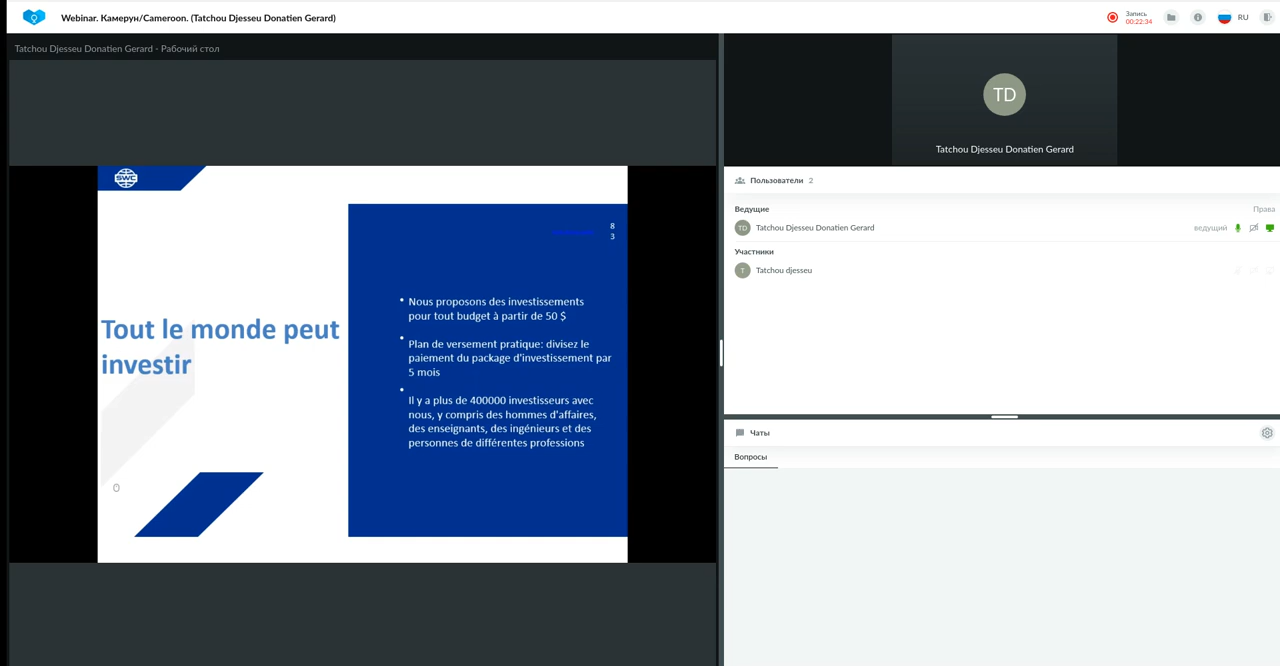 Webinar. Камерун/Cameroon. (Tatchou Djesseu Donatien Gerard)
Запись
00:22:34
RU
Tatchou Djesseu Donatien Gerard - Рабочий стол
TD
Tatchou Djesseu Donatien Gerard
SWC
8
3
Tout le monde peut
investir
• Nous proposons des investissements
pour tout budget à partir de 50 $
• Plan de versement pratique: divisez le
paiement du package d'investissement par
5 mois
•
Il y a plus de 400000 investisseurs avec
nous, y compris des hommes d'affaires,
des enseignants, des ingénieurs et des
personnes de différentes professions
Пользователи 2
Ведущие Права
TD Tatchou Djesseu Donatien Gerard ведущий
Участники
T Tatchou djesseu
Чаты
Вопросы